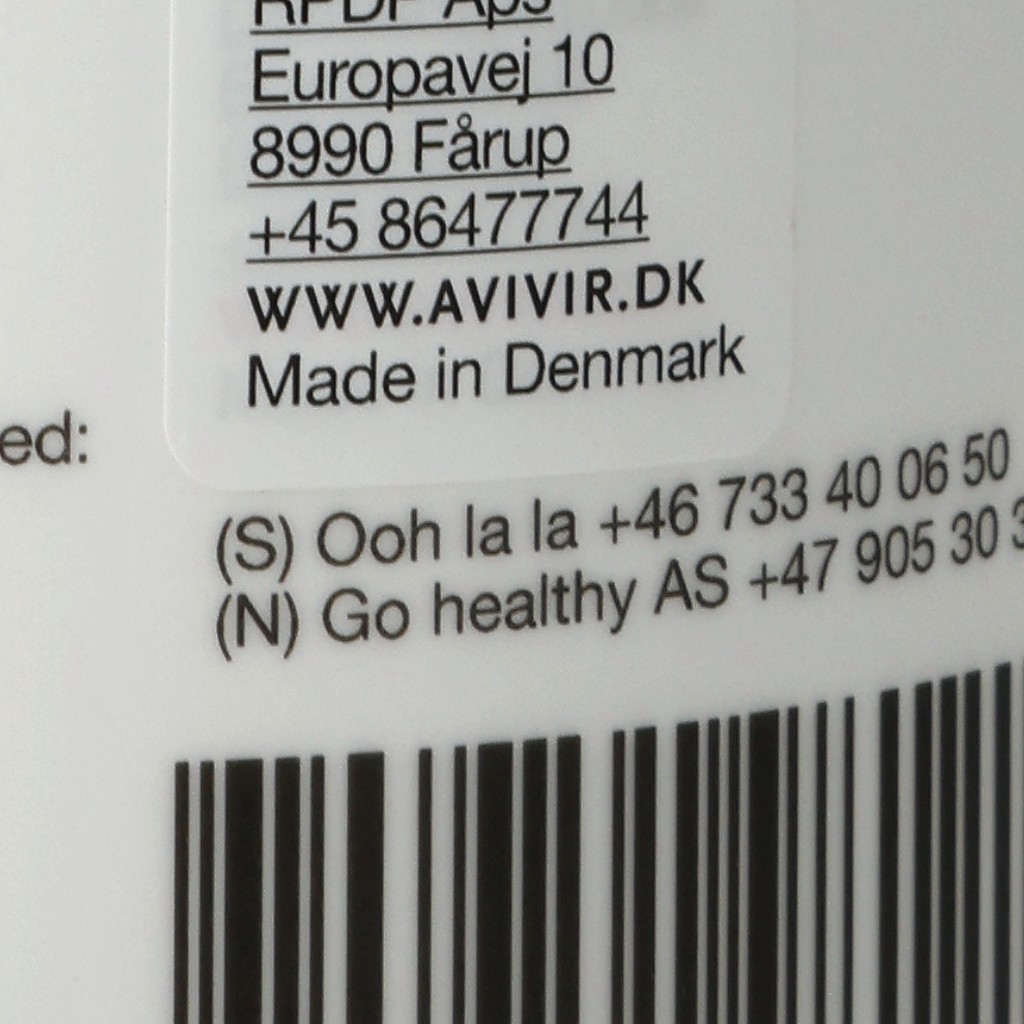 Aps
Europavej 10
8990 Fårup
+45 86477744
WWW.AVIVIR.DK
Made in Denmark
ed:
(S) Ooh la la +46 733 40 06 50
(N) Go healthy AS +47 905 30